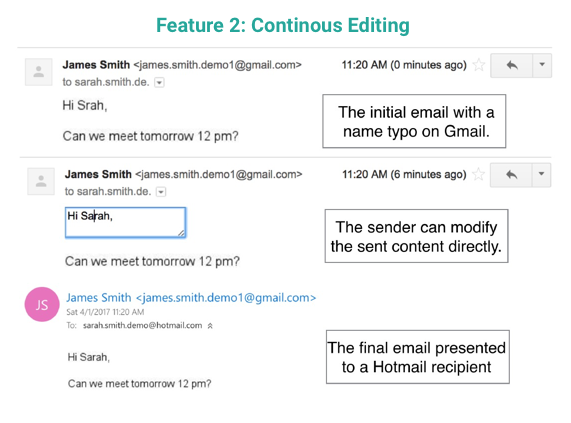 Feature 2: Continous Editing
James Smith <james.smith.demo1@gmail.com> 11:20 AM (0 minutes ago)
to sarah.smith.de.
Hi Srah,
Can we meet tomorrow 12 pm?
The initial email with a
name typo on Gmail.
James Smith <james.smith.demo1@gmail.com> 11:20 AM (6 minutes ago)
to sarah.smith.de.
Hi Sarah,
Can we meet tomorrow 12 pm?
The sender can modify
the sent content directly.
JS
James Smith <james.smith.demo1@gmail.com>
Sat 4/1/2017 11:20 AM
To: sarah.smith.demo@hotmail.com
Hi Sarah,
Can we meet tomorrow 12 pm?
The final email presented
to a Hotmail recipient